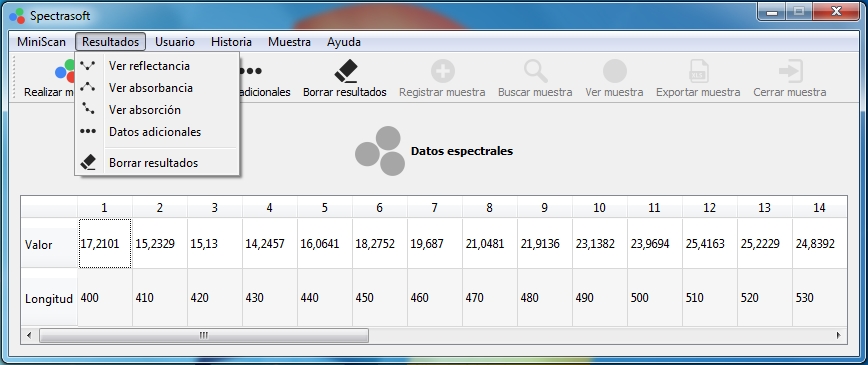 Spectrasoft
MiniScan Resultados Usuario Historia Muestra Ayuda
Ver reflectancia
Ver absorbancia
Ver absorción
Datos adicionales
Borrar resultados
Realizar Borrar resultados Registrar muestra Buscar muestra Ver muestra Exportar muestra Cerrar muestra
Datos espectrales
1 2 3 4 5 6 7 8 9 10 11 12 13 14
Valor 17,2101 15,2329 15,13 14,2457 16,0641 18,2752 19,687 21,0481 21,9136 23,1382 23,9694 25,4163 25,2229 24,8392
Longitud 400 410 420 430 440 450 460 470 480 490 500 510 520 530